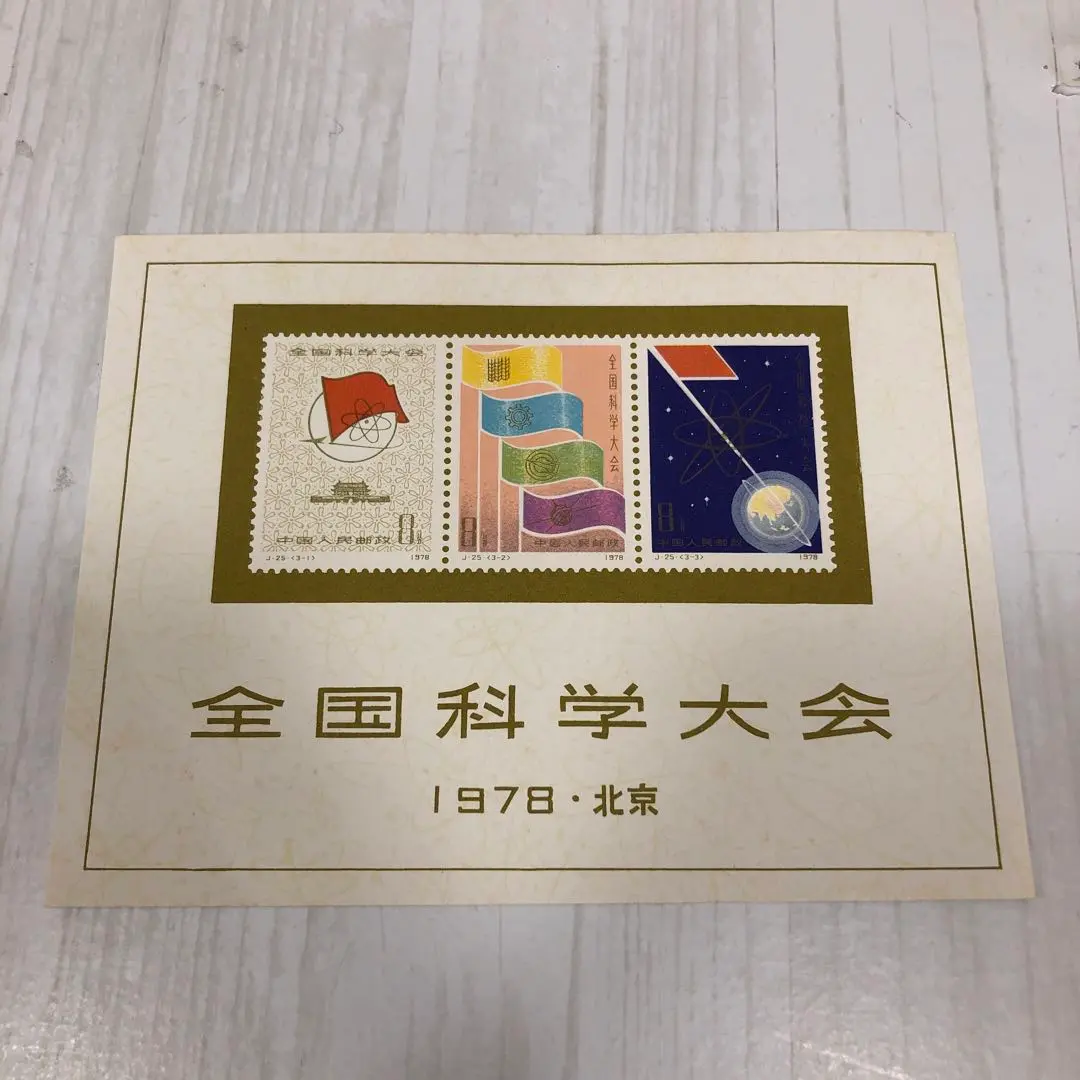 全国科学大会
8分
中国人民邮政
J·25·(3-1) 1978
全国科学大会
8
中国人民邮政
J·25·(3-2) 1978
8
中国人民邮政
J·25·(3-3) 1978
全国科学大会
1978·北京